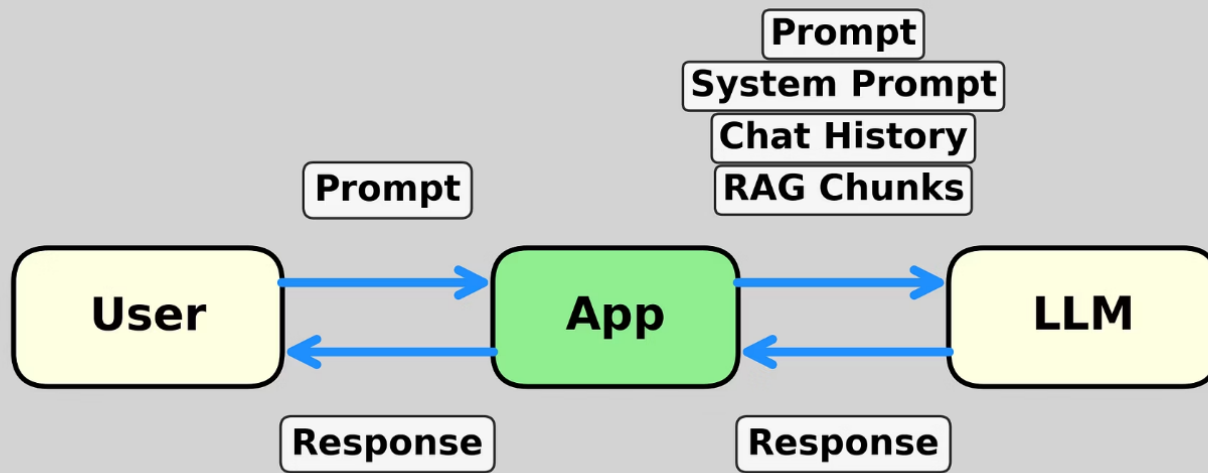 Prompt
System Prompt
Chat History
RAG Chunks
Prompt
User
App
LLM
Response
Response